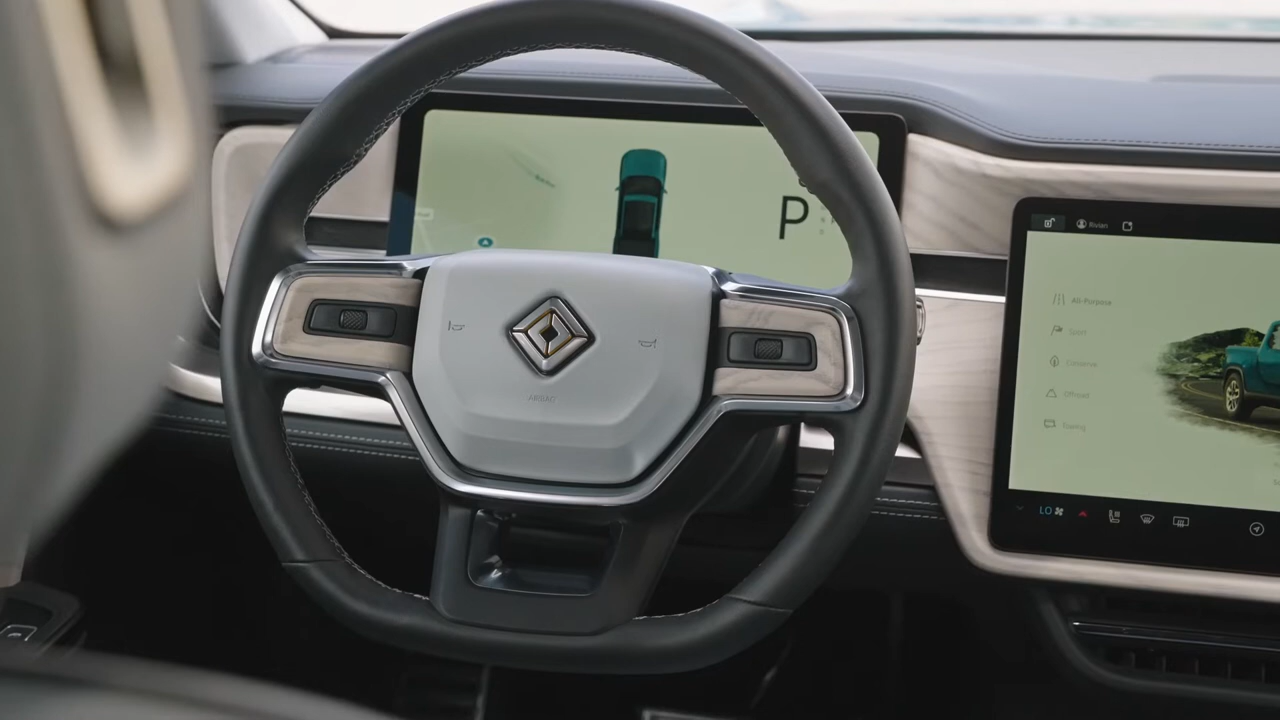 P
Rivian
All-Purpose
Sport
Conserve
Off-road
Towing
LO
AIRBAG